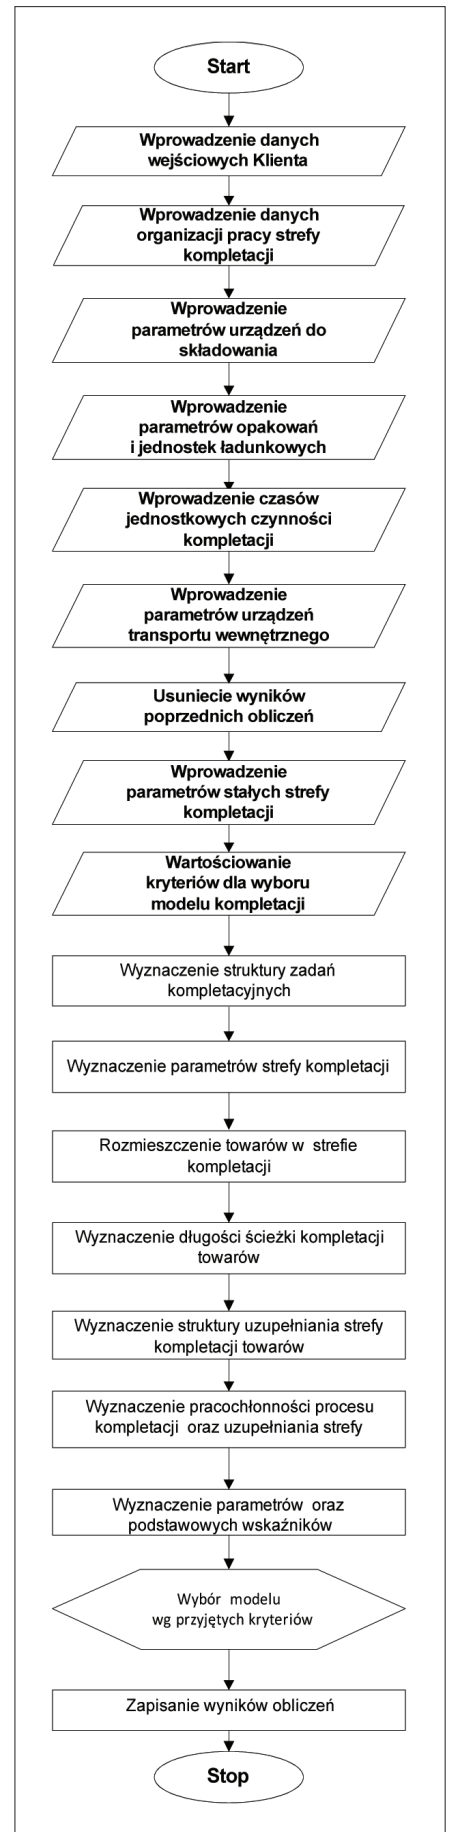 Start
Wprowadzenie danych
wejściowych Klienta
Wprowadzenie danych
organizacji pracy strefy
kompletacji
Wprowadzenie
parametrów urządzeń do
składowania
Wprowadzenie
parametrów opakowań
i jednostek ładunkowych
Wprowadzenie czasów
jednostkowych czynności
kompletacji
Wprowadzenie
parametrów urządzeń
transportu wewnętrznego
Usuniecie wyników
poprzednich obliczeń
Wprowadzenie
parametrów stałych strefy
kompletacji
Wartościowanie
kryteriów dla wyboru
modelu kompletacji
Wyznaczenie struktury zadań
kompletacyjnych
Wyznaczenie parametrów strefy kompletacji
Rozmieszczenie towarów w strefie
kompletacji
Wyznaczenie długości ścieżki kompletacji
towarów
Wyznaczenie struktury uzupełniania strefy
kompletacji towarów
Wyznaczenie pracochłonności procesu
kompletacji oraz uzupełniania strefy
Wyznaczenie parametrów oraz
podstawowych wskaźników
Wybór modelu
wg przyjętych kryteriów
Zapisanie wyników obliczeń
Stop